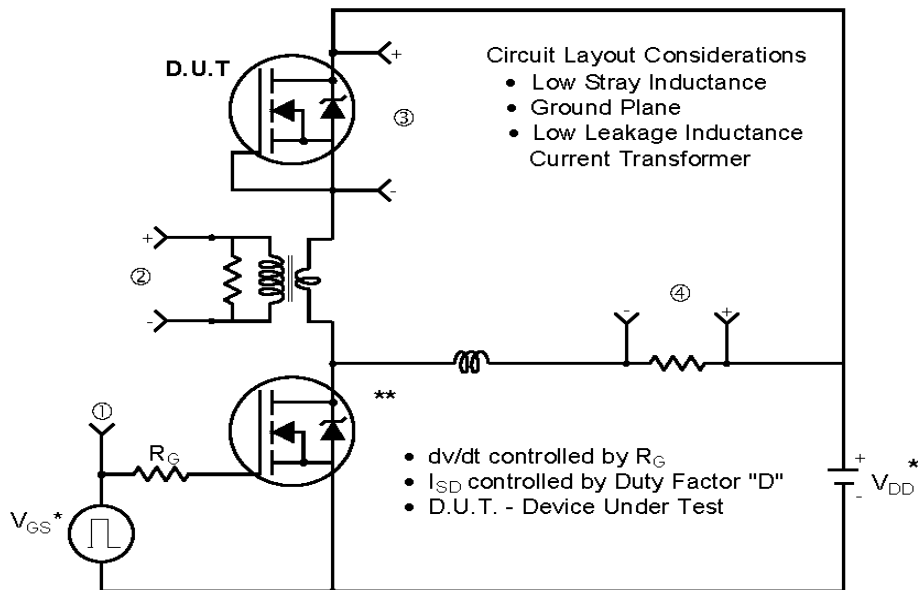 D.U.T
+
Circuit Layout Considerations
• Low Stray Inductance
• Ground Plane
• Low Leakage Inductance
Current Transformer
③
-
+
②
-
④
-
+
**
①
R_G
• dv/dt controlled by R_G
• I_SD controlled by Duty Factor "D"
• D.U.T. - Device Under Test
+
V_DD*
-
V_GS*